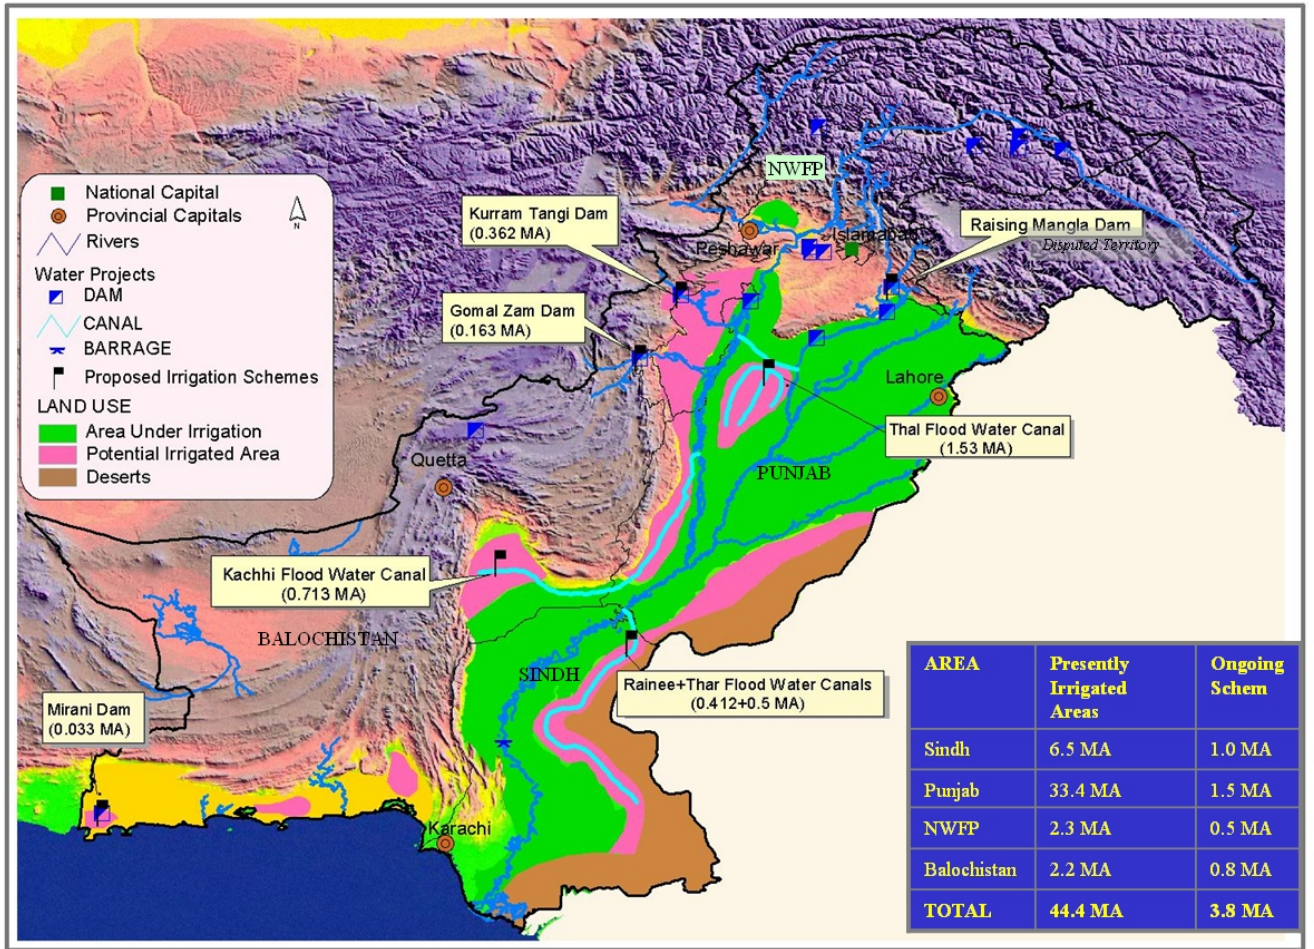 NWFP
Kurram Tangi Dam
(0.362 MA)
Raising Mangla Dam
Disputed Territory
Islamabad
Peshawar
National Capital
Provincial Capitals
N
Rivers
Water Projects
DAM
CANAL
BARRAGE
Proposed Irrigation Schemes
LAND USE
Area Under Irrigation
Potential Irrigated Area
Deserts
Gomal Zam Dam
(0.163 MA)
Lahore
Thal Flood Water Canal
(1.53 MA)
Quetta
PUNJAB
Kachhi Flood Water Canal
(0.713 MA)
BALOCHISTAN
SINDH
Rainee+Thar Flood Water Canals
(0.412+0.5 MA)
Mirani Dam
(0.033 MA)
Karachi
AREA Presently Irrigated Areas Ongoing Schem
Sindh 6.5 MA 1.0 MA
Punjab 33.4 MA 1.5 MA
NWFP 2.3 MA 0.5 MA
Balochistan 2.2 MA 0.8 MA
TOTAL 44.4 MA 3.8 MA